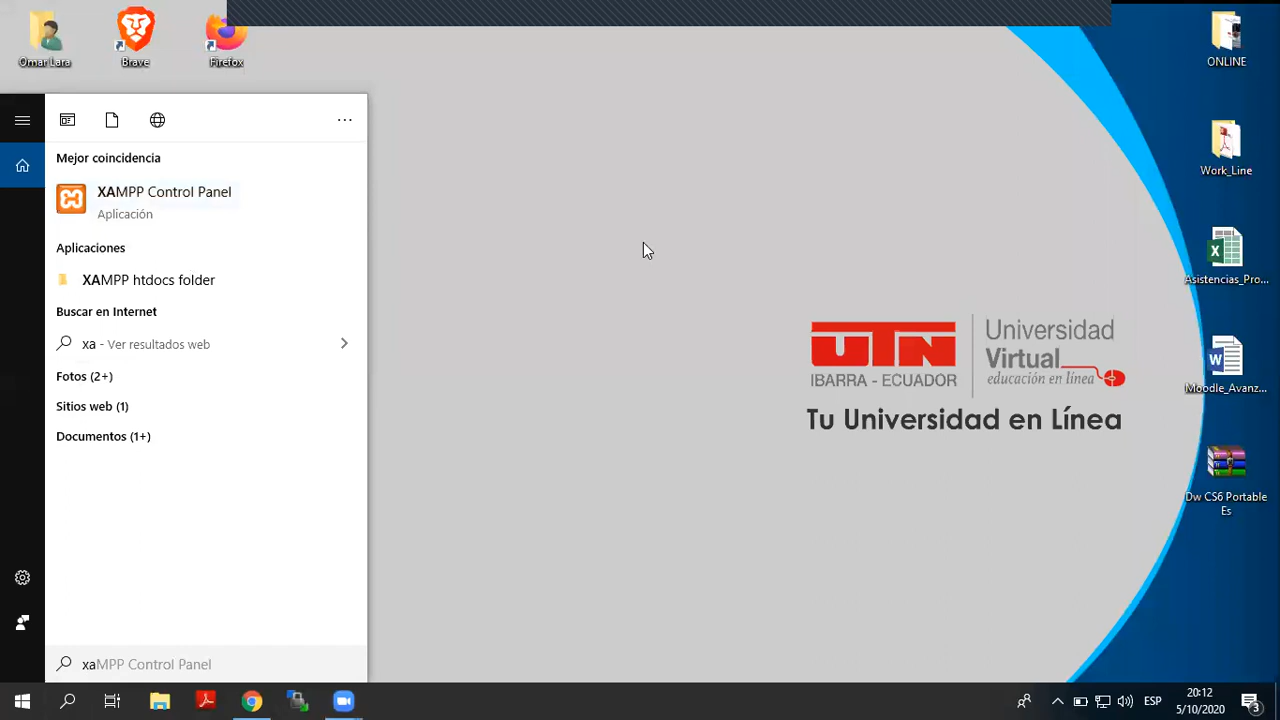 Omar Lara
Brave
Firefox
ONLINE
Work_Line
Asistencias_Pro...
Moodle_Avanz...
Dw CS6 Portable
Es
Mejor coincidencia
XAMPP Control Panel
Aplicación
Aplicaciones
XAMPP htdocs folder
Buscar en Internet
xa - Ver resultados web
Fotos (2+)
Sitios web (1)
Documentos (1+)
xaMPP Control Panel
UTN
IBARRA - ECUADOR
Universidad
Virtual
educación en línea
Tu Universidad en Línea
ESP
20:12
5/10/2020
3